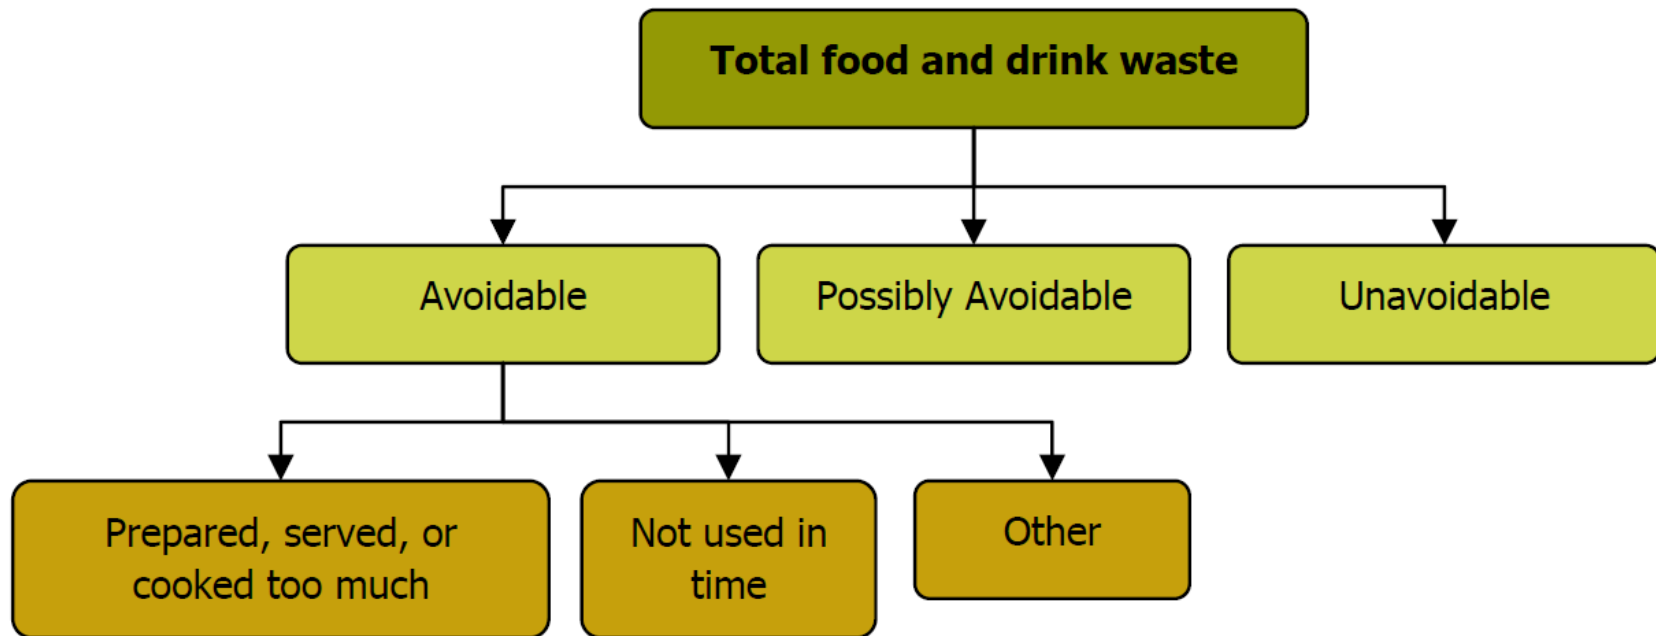 Total food and drink waste
Avoidable
Possibly Avoidable
Unavoidable
Prepared, served, or
cooked too much
Not used in
time
Other